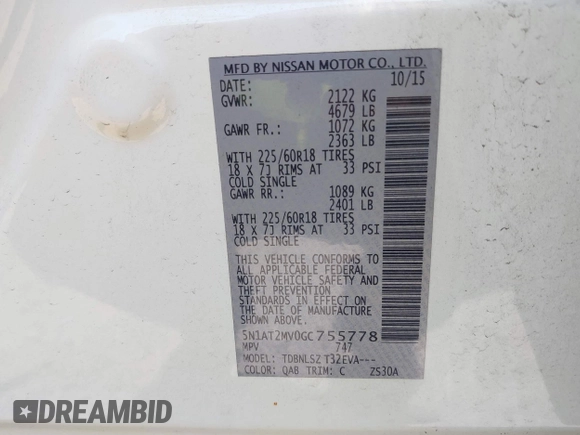 MFD BY NISSAN MOTOR CO., LTD.
DATE: 10/15
GVWR: 2122 KG
4679 LB
GAWR FR.: 1072 KG
2363 LB
WITH 225/60R18 TIRES
18 X 7J RIMS AT 33 PSI
COLD SINGLE
GAWR RR.: 1089 KG
2401 LB
WITH 225/60R18 TIRES
18 X 7J RIMS AT 33 PSI
COLD SINGLE
THIS VEHICLE CONFORMS TO
ALL APPLICABLE FEDERAL
MOTOR VEHICLE SAFETY AND
THEFT PREVENTION
STANDARDS IN EFFECT ON
THE DATE OF MANUFACTURE
SHOWN ABOVE.
5N1AT2MV0GC755778
MPV 747
MODEL: TDBNLS2 T32EVA---
COLOR: QAB TRIM: C ZS30A
DREAMBID